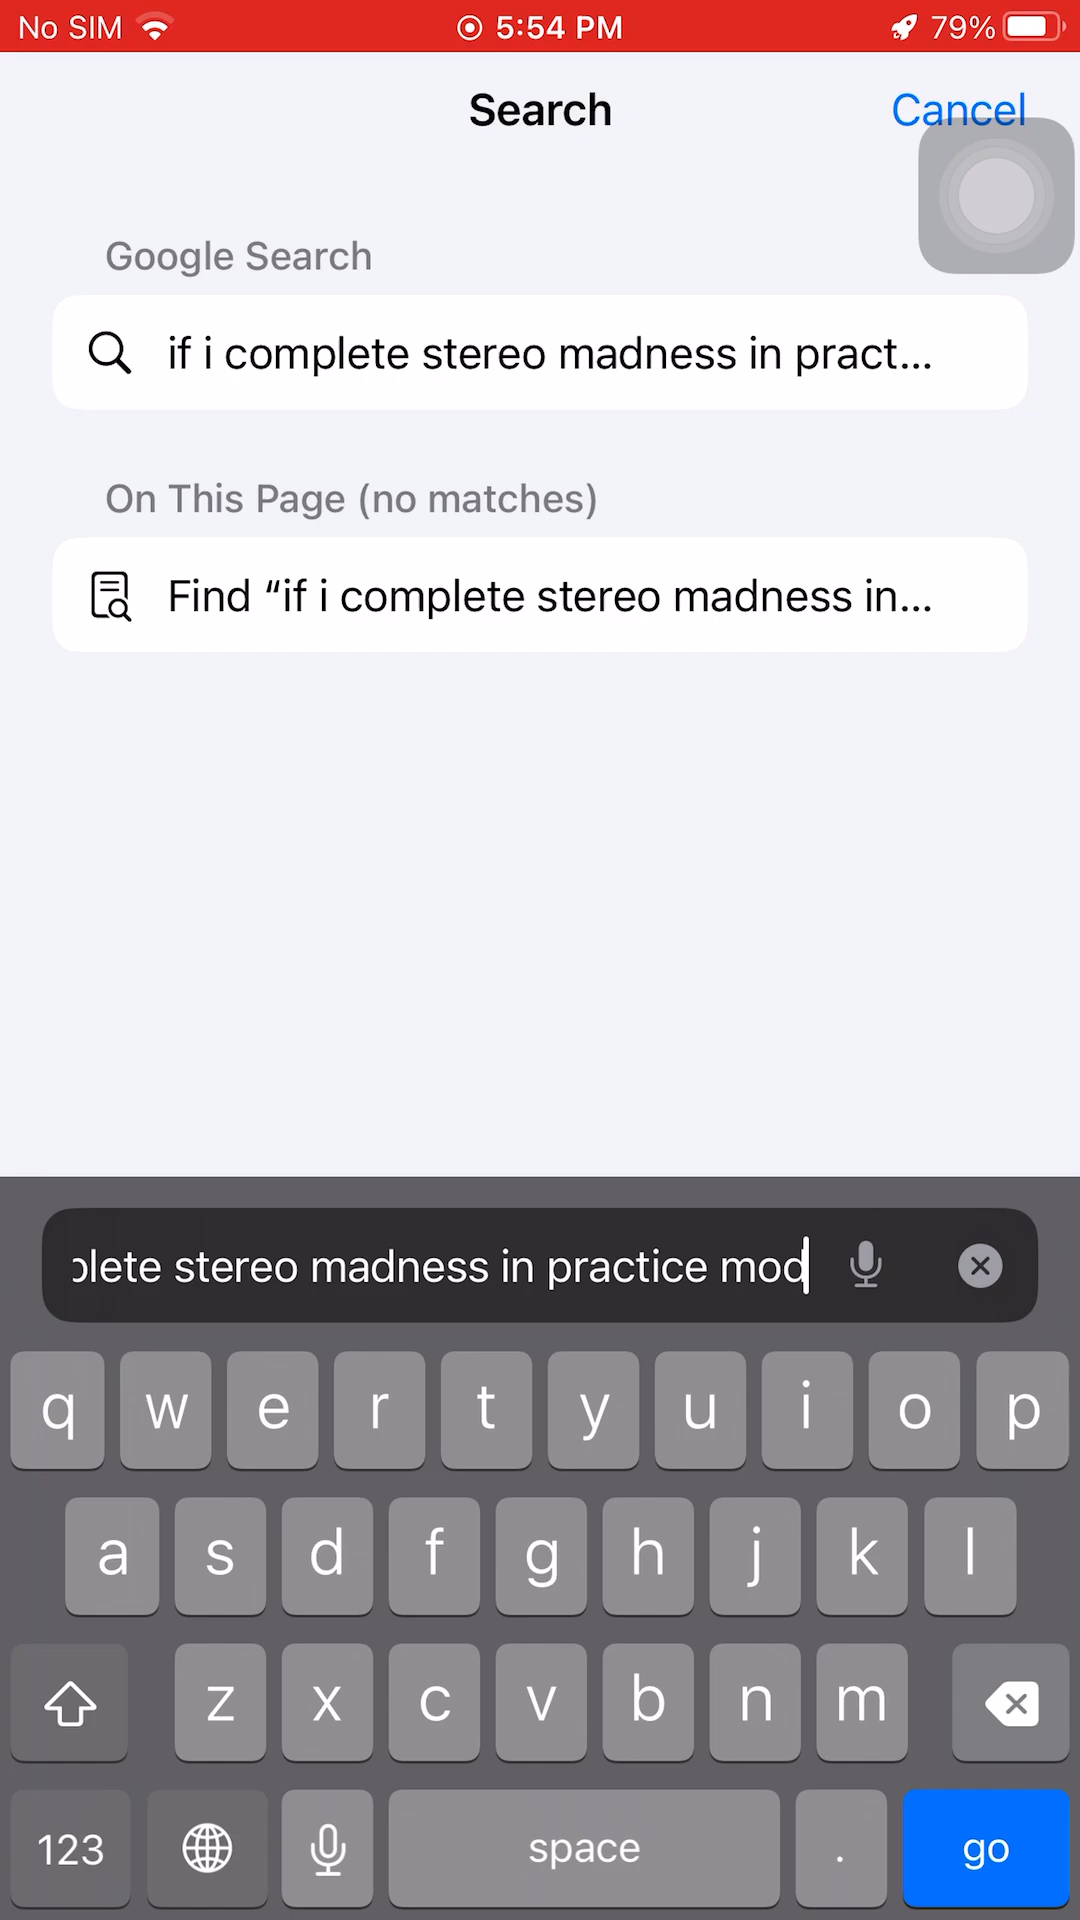 No SIM 5:54 PM 79%
Search Cancel
Google Search
if i complete stereo madness in pract...
On This Page (no matches)
Find “if i complete stereo madness in...
plete stereo madness in practice mod
q w e r t y u i o p
a s d f g h j k l
z x c v b n m
123 space . go